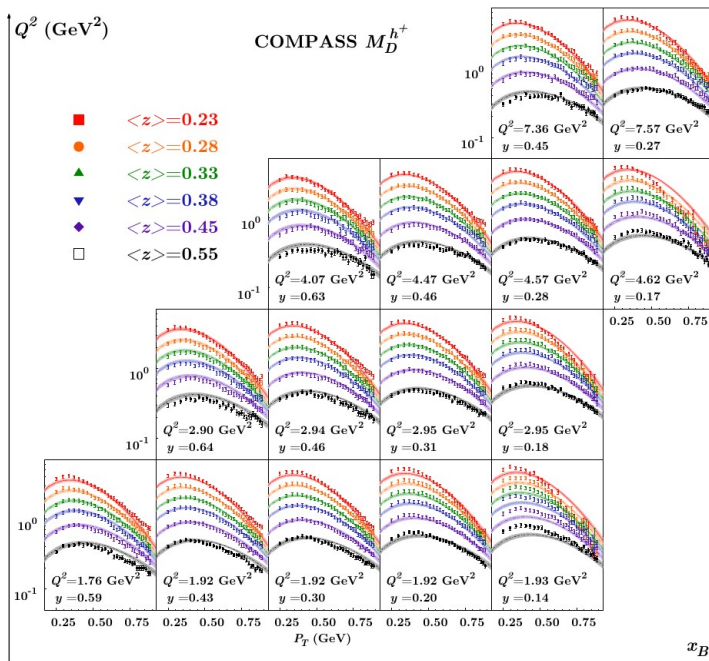 Q² (GeV²)
COMPASS M_D^{h⁺}
<z>=0.23
<z>=0.28
<z>=0.33
<z>=0.38
<z>=0.45
<z>=0.55
10⁰
10⁻¹
Q²=7.36 GeV²
y=0.45
Q²=7.57 GeV²
y=0.27
10⁰
10⁻¹
Q²=4.07 GeV²
y=0.63
Q²=4.47 GeV²
y=0.46
Q²=4.57 GeV²
y=0.28
Q²=4.62 GeV²
y=0.17
0.25 0.50 0.75
10⁰
10⁻¹
Q²=2.90 GeV²
y=0.64
Q²=2.94 GeV²
y=0.46
Q²=2.95 GeV²
y=0.31
Q²=2.95 GeV²
y=0.18
10⁰
10⁻¹
Q²=1.76 GeV²
y=0.59
Q²=1.92 GeV²
y=0.43
Q²=1.92 GeV²
y=0.30
Q²=1.92 GeV²
y=0.20
Q²=1.93 GeV²
y=0.14
0.25 0.50 0.75 0.25 0.50 0.75 0.25 0.50 0.75 0.25 0.50 0.75 0.25 0.50 0.75
P_T (GeV)
x_B